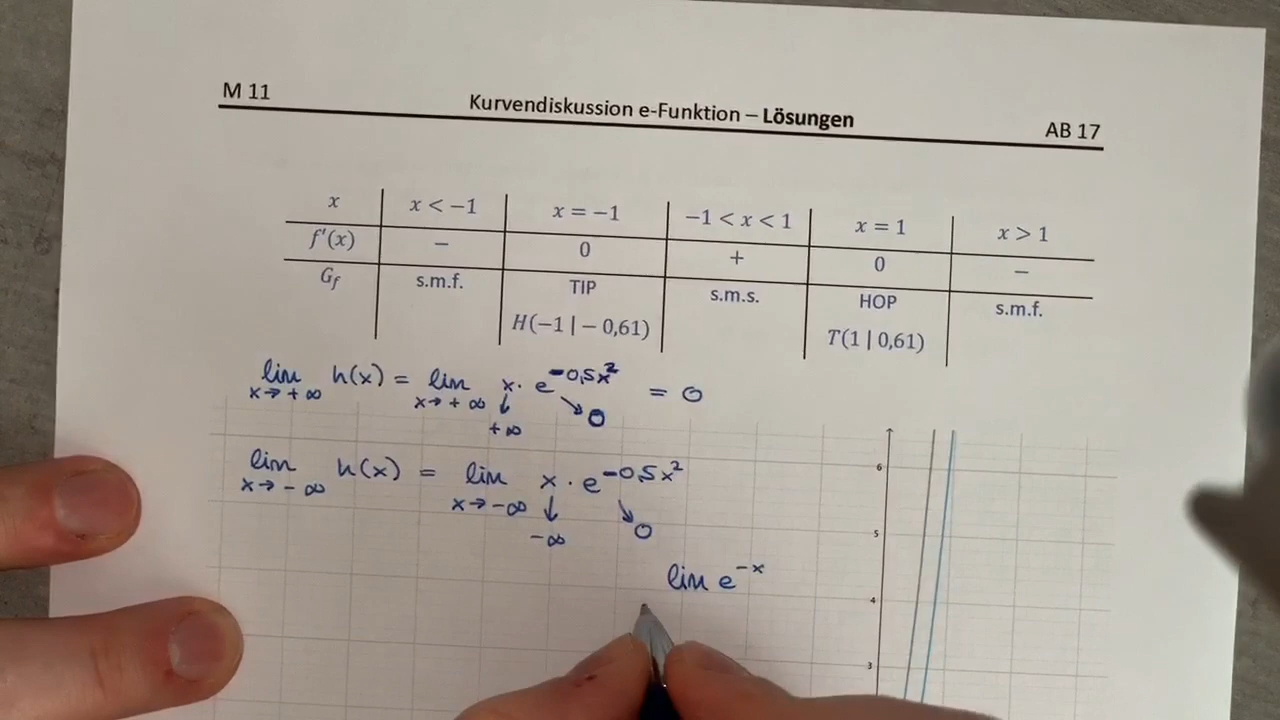 M 11
Kurvendiskussion e-Funktion – Lösungen
AB 17
x x < −1 x = −1 −1 < x < 1 x = 1 x > 1
f'(x) − 0 + 0 −
G_f s.m.f. TIP s.m.s. HOP s.m.f.
H(−1 | − 0,61) T(1 | 0,61)
lim h(x) = lim x · e^−0,5x² = 0
x→+∞ x→+∞ ↓ ↘ 0
+∞
lim h(x) = lim x · e^−0,5x²
x→−∞ x→−∞ ↓ ↘ 0
−∞
lim e^−x
6
5
4
3